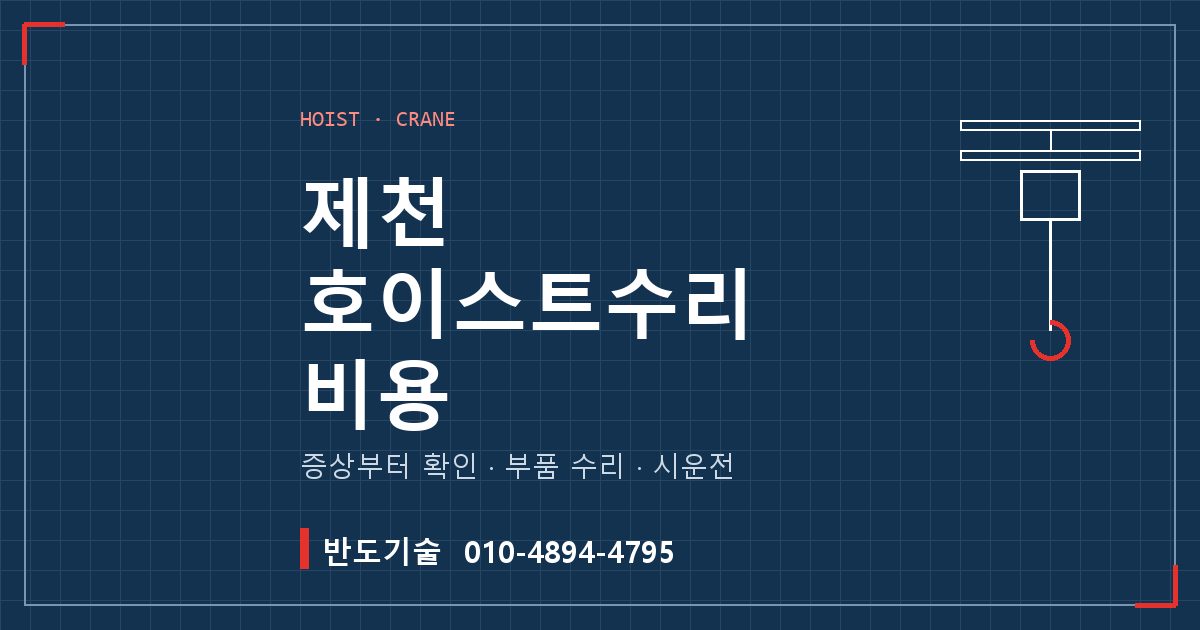 HOIST · CRANE
제천
호이스트수리
비용
증상부터 확인 · 부품 수리 · 시운전
반도기술 010-4894-4795